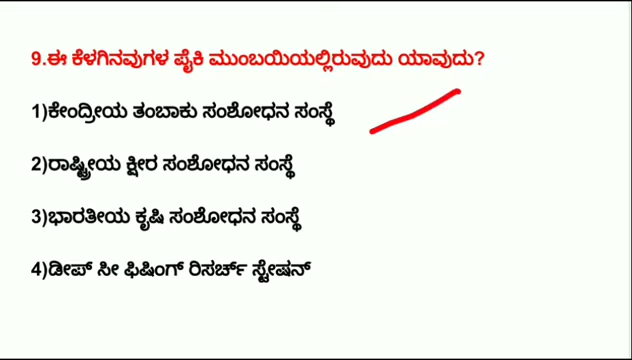 9.ಈ ಕೆಳಗಿನವುಗಳ ಪೈಕಿ ಮುಂಬಯಿಯಲ್ಲಿರುವುದು ಯಾವುದು?
1)ಕೇಂದ್ರೀಯ ತಂಬಾಕು ಸಂಶೋಧನ ಸಂಸ್ಥೆ
2)ರಾಷ್ಟ್ರೀಯ ಕ್ಷೀರ ಸಂಶೋಧನ ಸಂಸ್ಥೆ
3)ಭಾರತೀಯ ಕೃಷಿ ಸಂಶೋಧನ ಸಂಸ್ಥೆ
4)ಡೀಪ್ ಸೀ ಫಿಷಿಂಗ್ ರಿಸರ್ಚ್ ಸ್ಟೇಷನ್